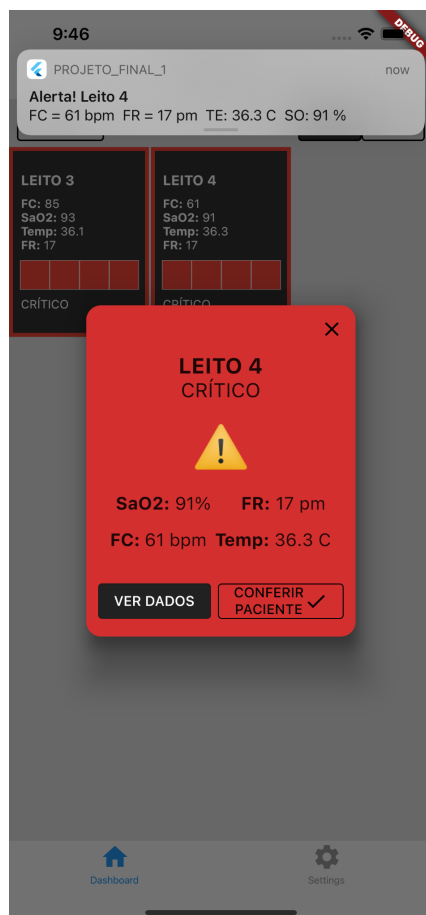 9:46
DEBUG
PROJETO_FINAL_1 now
Alerta! Leito 4
FC = 61 bpm FR = 17 pm TE: 36.3 C SO: 91 %
LEITO 3
FC: 85
SaO2: 93
Temp: 36.1
FR: 17
CRÍTICO
LEITO 4
FC: 61
SaO2: 91
Temp: 36.3
FR: 17
CRÍTICO
LEITO 4
CRÍTICO
SaO2: 91% FR: 17 pm
FC: 61 bpm Temp: 36.3 C
VER DADOS
CONFERIR
PACIENTE
Dashboard
Settings